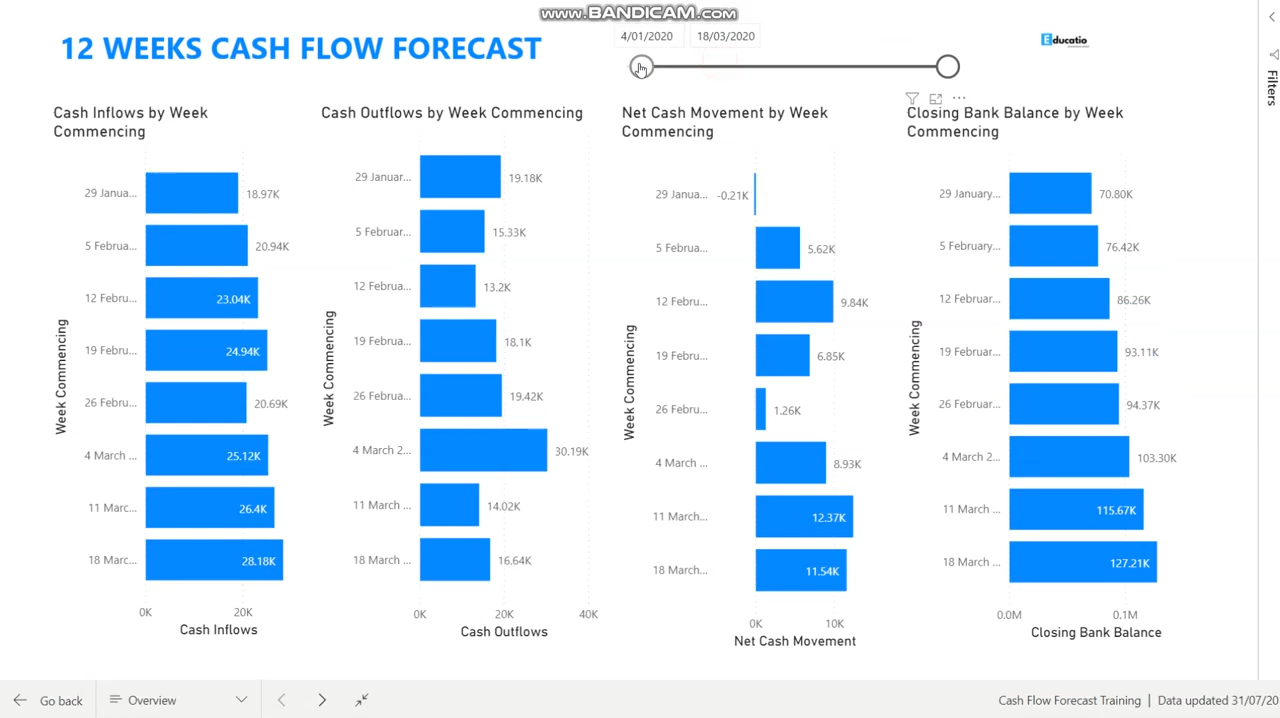 www.BANDICAM.com
12 WEEKS CASH FLOW FORECAST
4/01/2020
18/03/2020
Educatio
Filters
Cash Inflows by Week
Commencing
Week Commencing
29 Janua...
18.97K
5 Februa...
20.94K
12 Febru...
23.04K
19 Febru...
24.94K
26 Febru...
20.69K
4 March ...
25.12K
11 Marc...
26.4K
18 Marc...
28.18K
0K
20K
Cash Inflows
Cash Outflows by Week Commencing
Week Commencing
29 Januar...
19.18K
5 Februar...
15.33K
12 Februa...
13.2K
19 Februa...
18.1K
26 Februa...
19.42K
4 March 2...
30.19K
11 March ...
14.02K
18 March ...
16.64K
0K
20K
40K
Cash Outflows
Net Cash Movement by Week
Commencing
Week Commencing
29 Janua...
-0.21K
5 Februa...
5.62K
12 Febru...
9.84K
19 Febru...
6.85K
26 Febru...
1.26K
4 March ...
8.93K
11 March...
12.37K
18 March...
11.54K
0K
10K
Net Cash Movement
Closing Bank Balance by Week
Commencing
Week Commencing
29 January...
70.80K
5 February...
76.42K
12 Februar...
86.26K
19 Februar...
93.11K
26 Februar...
94.37K
4 March 2...
103.30K
11 March ...
115.67K
18 March ...
127.21K
0.0M
0.1M
Closing Bank Balance
Go back
Overview
Cash Flow Forecast Training | Data updated 31/07/20